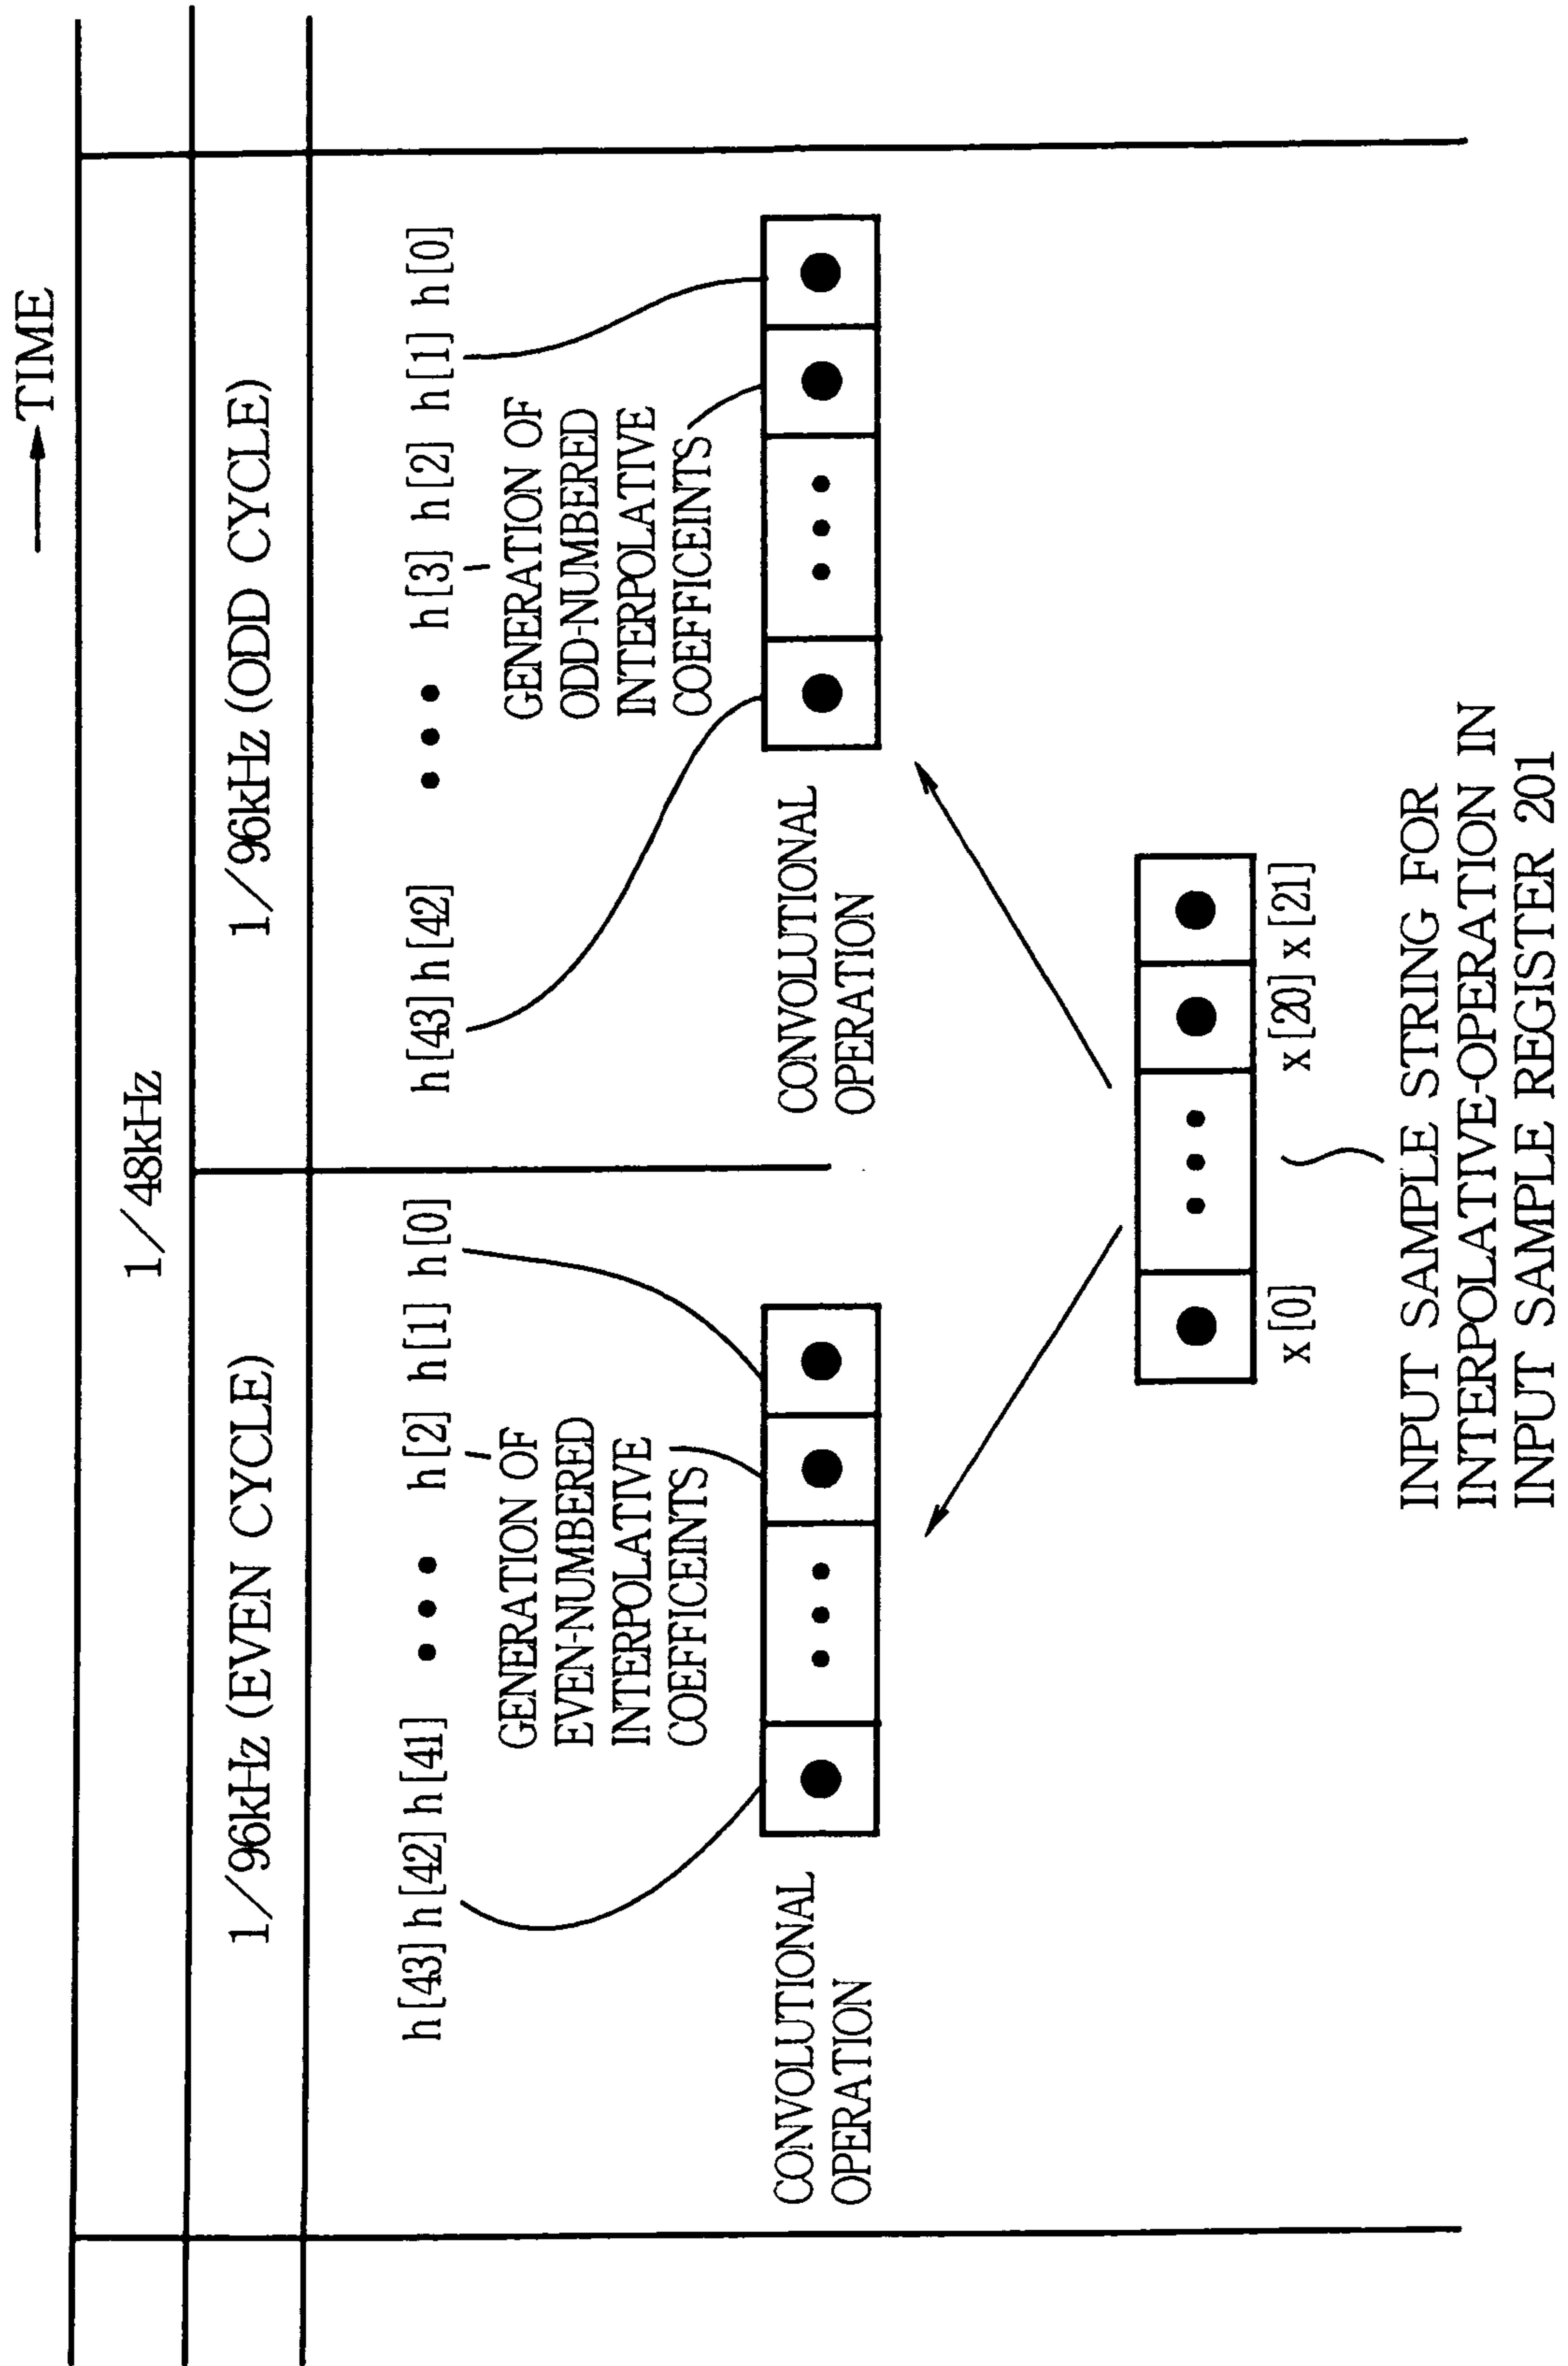 TIME
1/48kHz
1/96kHz (EVEN CYCLE)
1/96kHz (ODD CYCLE)
h[43] h[42] h[41] ● ● ● h[2] h[1] h[0]
GENERATION OF
EVEN-NUMBERED
INTERPOLATIVE
COEFFICEINTS
CONVOLUTIONAL
OPERATION
h[43] h[42] ● ● ● h[3] h[2] h[1] h[0]
GENERATION OF
ODD-NUMBERED
INTERPOLATIVE
COEFFICEINTS
CONVOLUTIONAL
OPERATION
x[0] x[20] x[21]
INPUT SAMPLE STRING FOR
INTERPOLATIVE-OPERATION IN
INPUT SAMPLE REGISTER 201